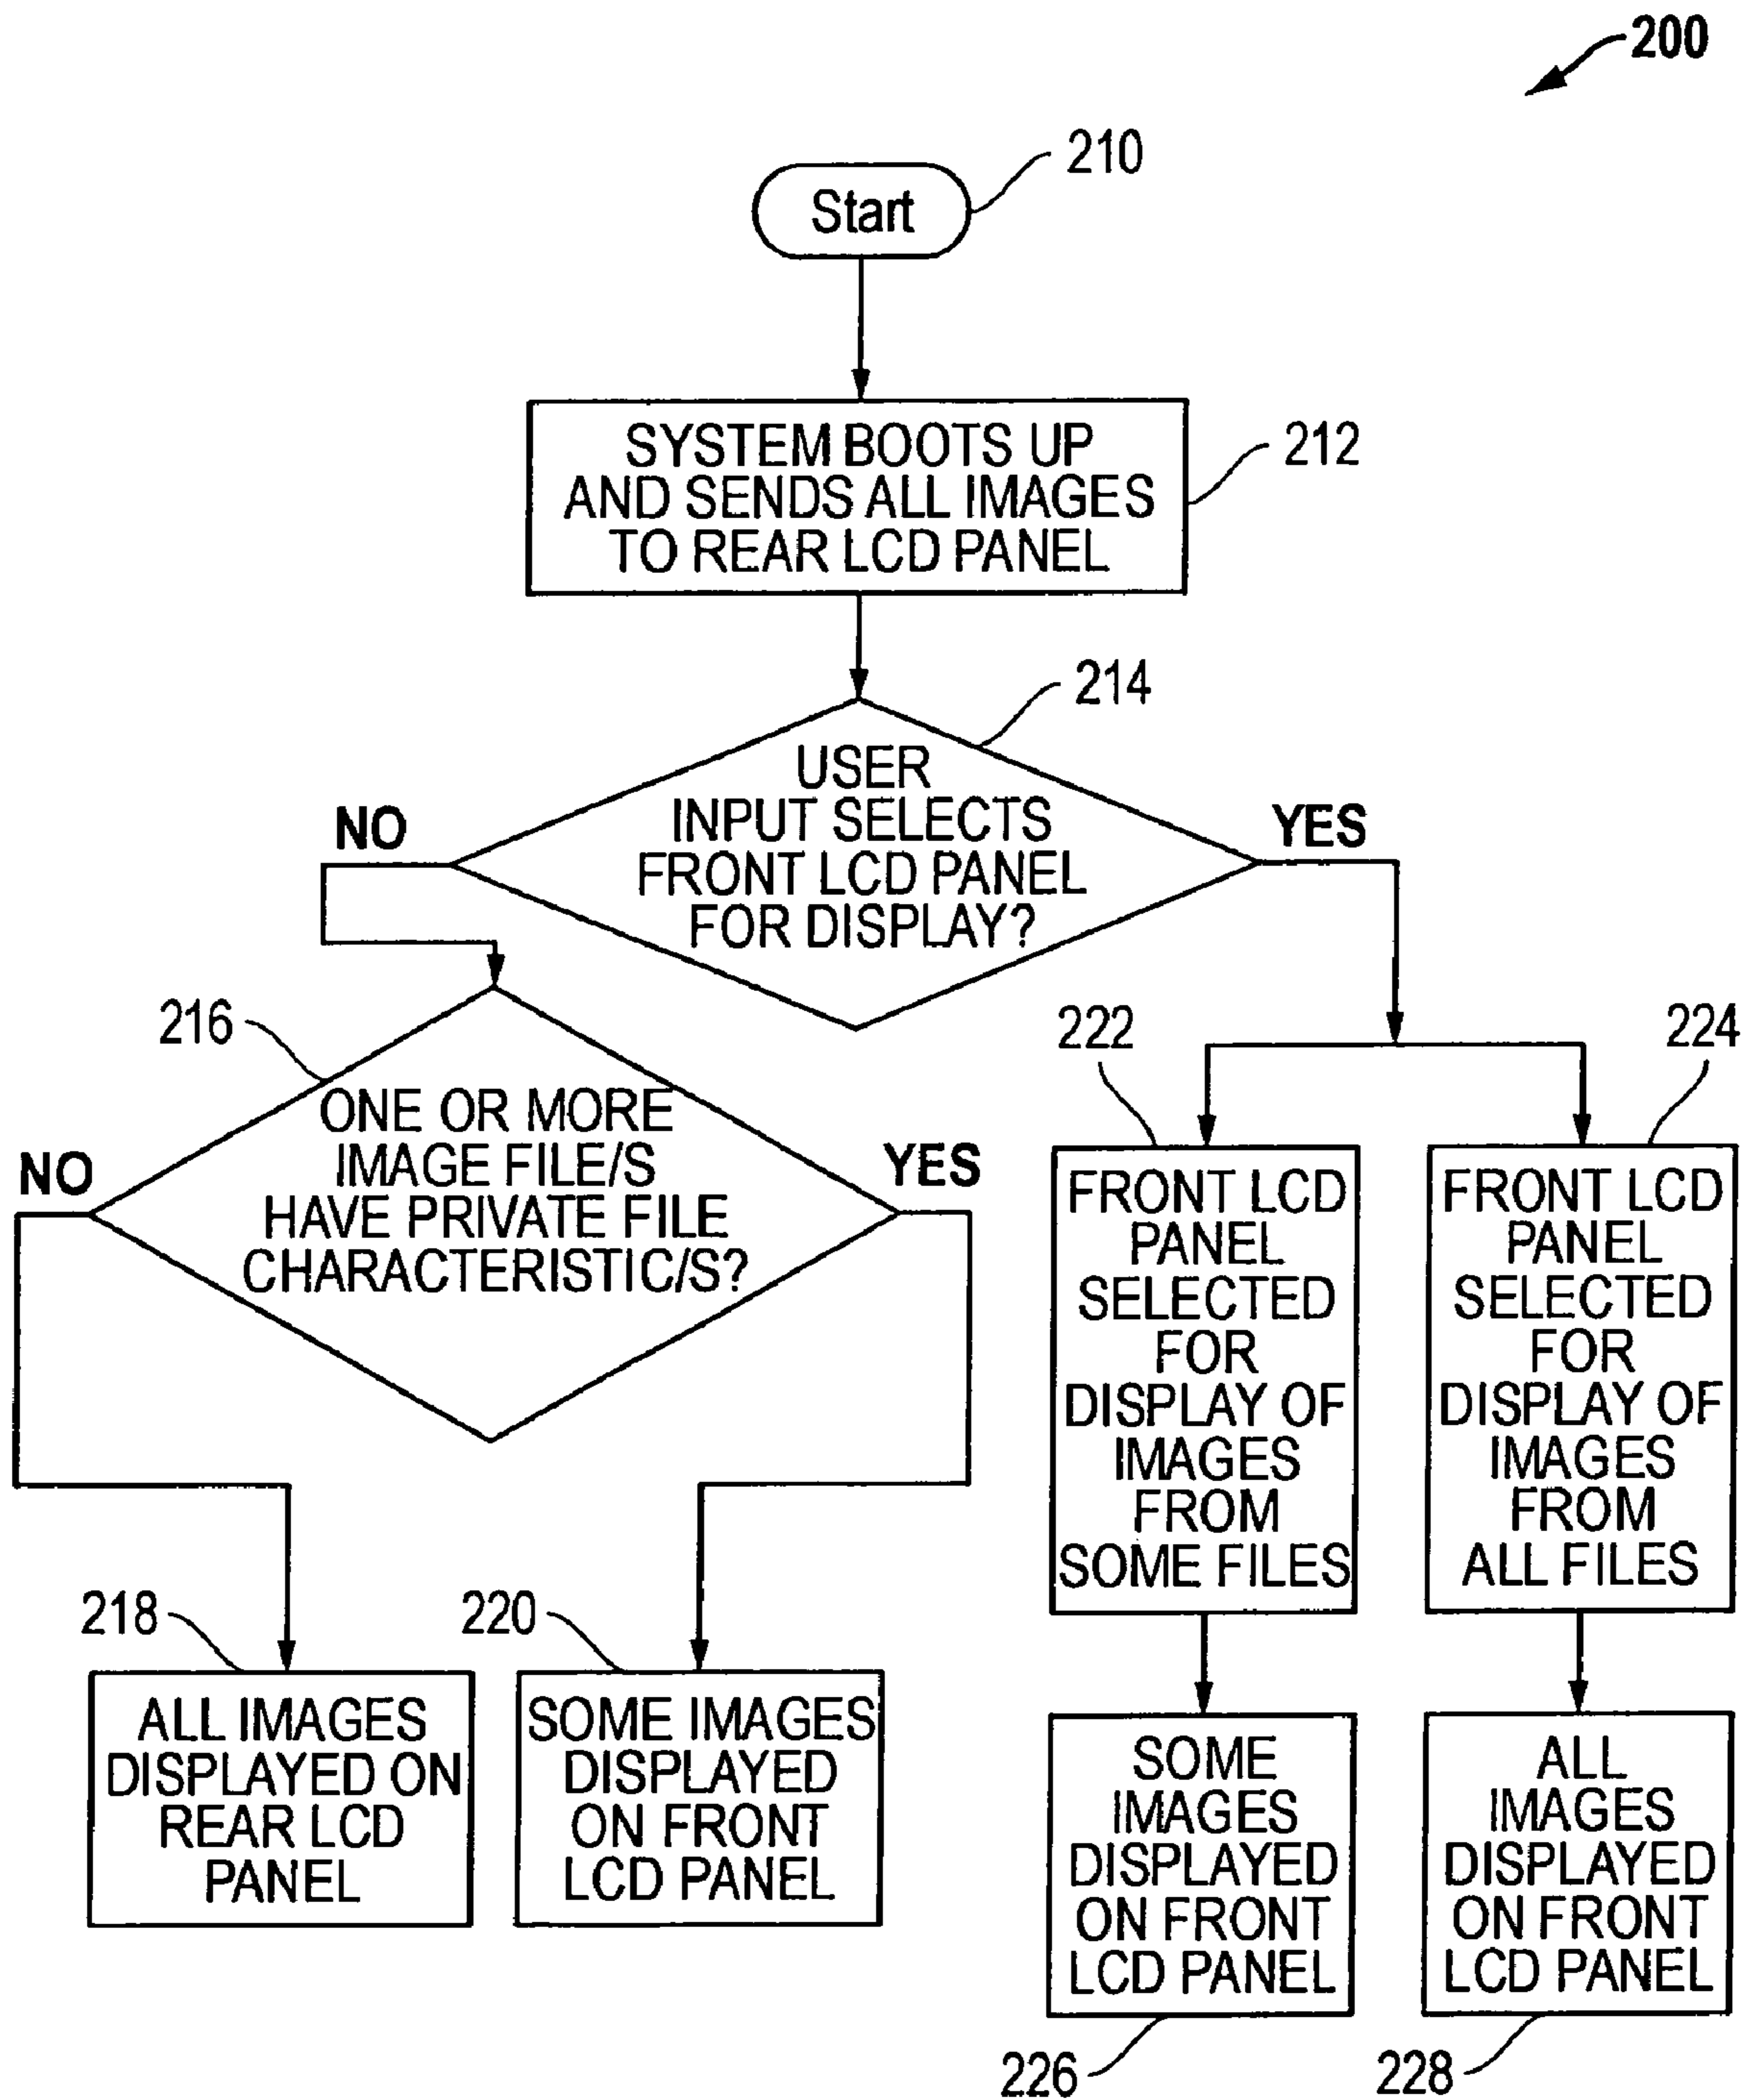 200
210
Start
SYSTEM BOOTS UP
AND SENDS ALL IMAGES
TO REAR LCD PANEL
212
214
USER
INPUT SELECTS
FRONT LCD PANEL
FOR DISPLAY?
NO
YES
216
ONE OR MORE
IMAGE FILE/S
HAVE PRIVATE FILE
CHARACTERISTIC/S?
NO
YES
222
FRONT LCD
PANEL
SELECTED
FOR
DISPLAY OF
IMAGES
FROM
SOME FILES
224
FRONT LCD
PANEL
SELECTED
FOR
DISPLAY OF
IMAGES
FROM
ALL FILES
218
ALL IMAGES
DISPLAYED ON
REAR LCD
PANEL
220
SOME IMAGES
DISPLAYED
ON FRONT
LCD PANEL
SOME
IMAGES
DISPLAYED
ON FRONT
LCD PANEL
226
ALL
IMAGES
DISPLAYED
ON FRONT
LCD PANEL
228